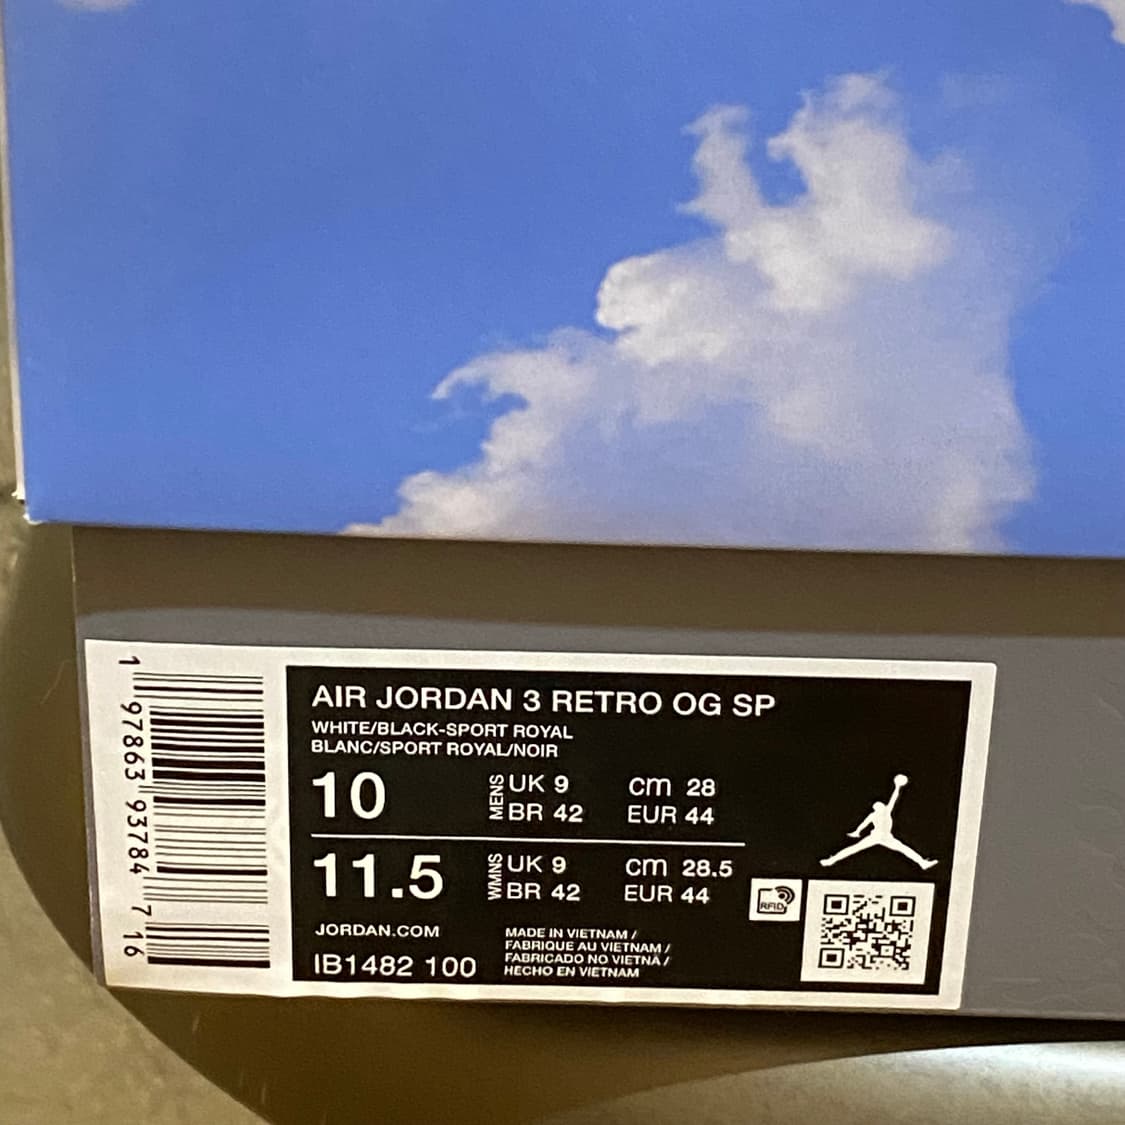 AIR JORDAN 3 RETRO OG SP
WHITE/BLACK-SPORT ROYAL
BLANC/SPORT ROYAL/NOIR
10 MENS UK 9 cm 28
BR 42 EUR 44
11.5 WMNS UK 9 cm 28.5
BR 42 EUR 44
RFID
JORDAN.COM
IB1482 100
MADE IN VIETNAM /
FABRIQUE AU VIETNAM /
FABRICADO NO VIETNA /
HECHO EN VIETNAM
1 97863 93784 7 16